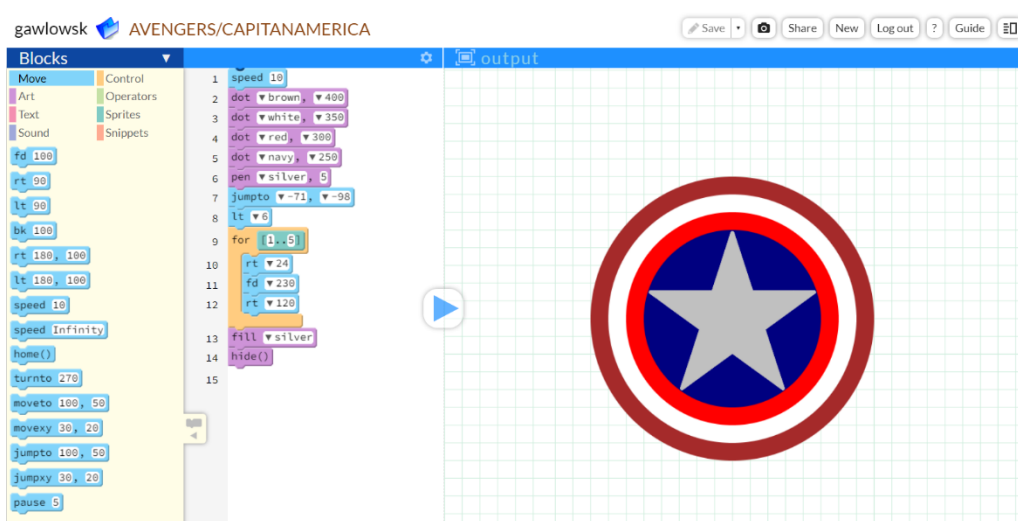 gawlowsk AVENGERS/CAPITANAMERICA
Save Share New Log out ? Guide
Blocks
output
Move Control
Art Operators
Text Sprites
Sound Snippets
fd 100
rt 90
lt 90
bk 100
rt 180, 100
lt 180, 100
speed 10
speed Infinity
home()
turnto 270
moveto 100, 50
movexy 30, 20
jumpto 100, 50
jumpxy 30, 20
pause 5
1 speed 10
2 dot brown, 400
3 dot white, 350
4 dot red, 300
5 dot navy, 250
6 pen silver, 5
7 jumpto -71, -98
8 lt 6
9 for [1..5]
10 rt 24
11 fd 230
12 rt 120
13 fill silver
14 hide()
15